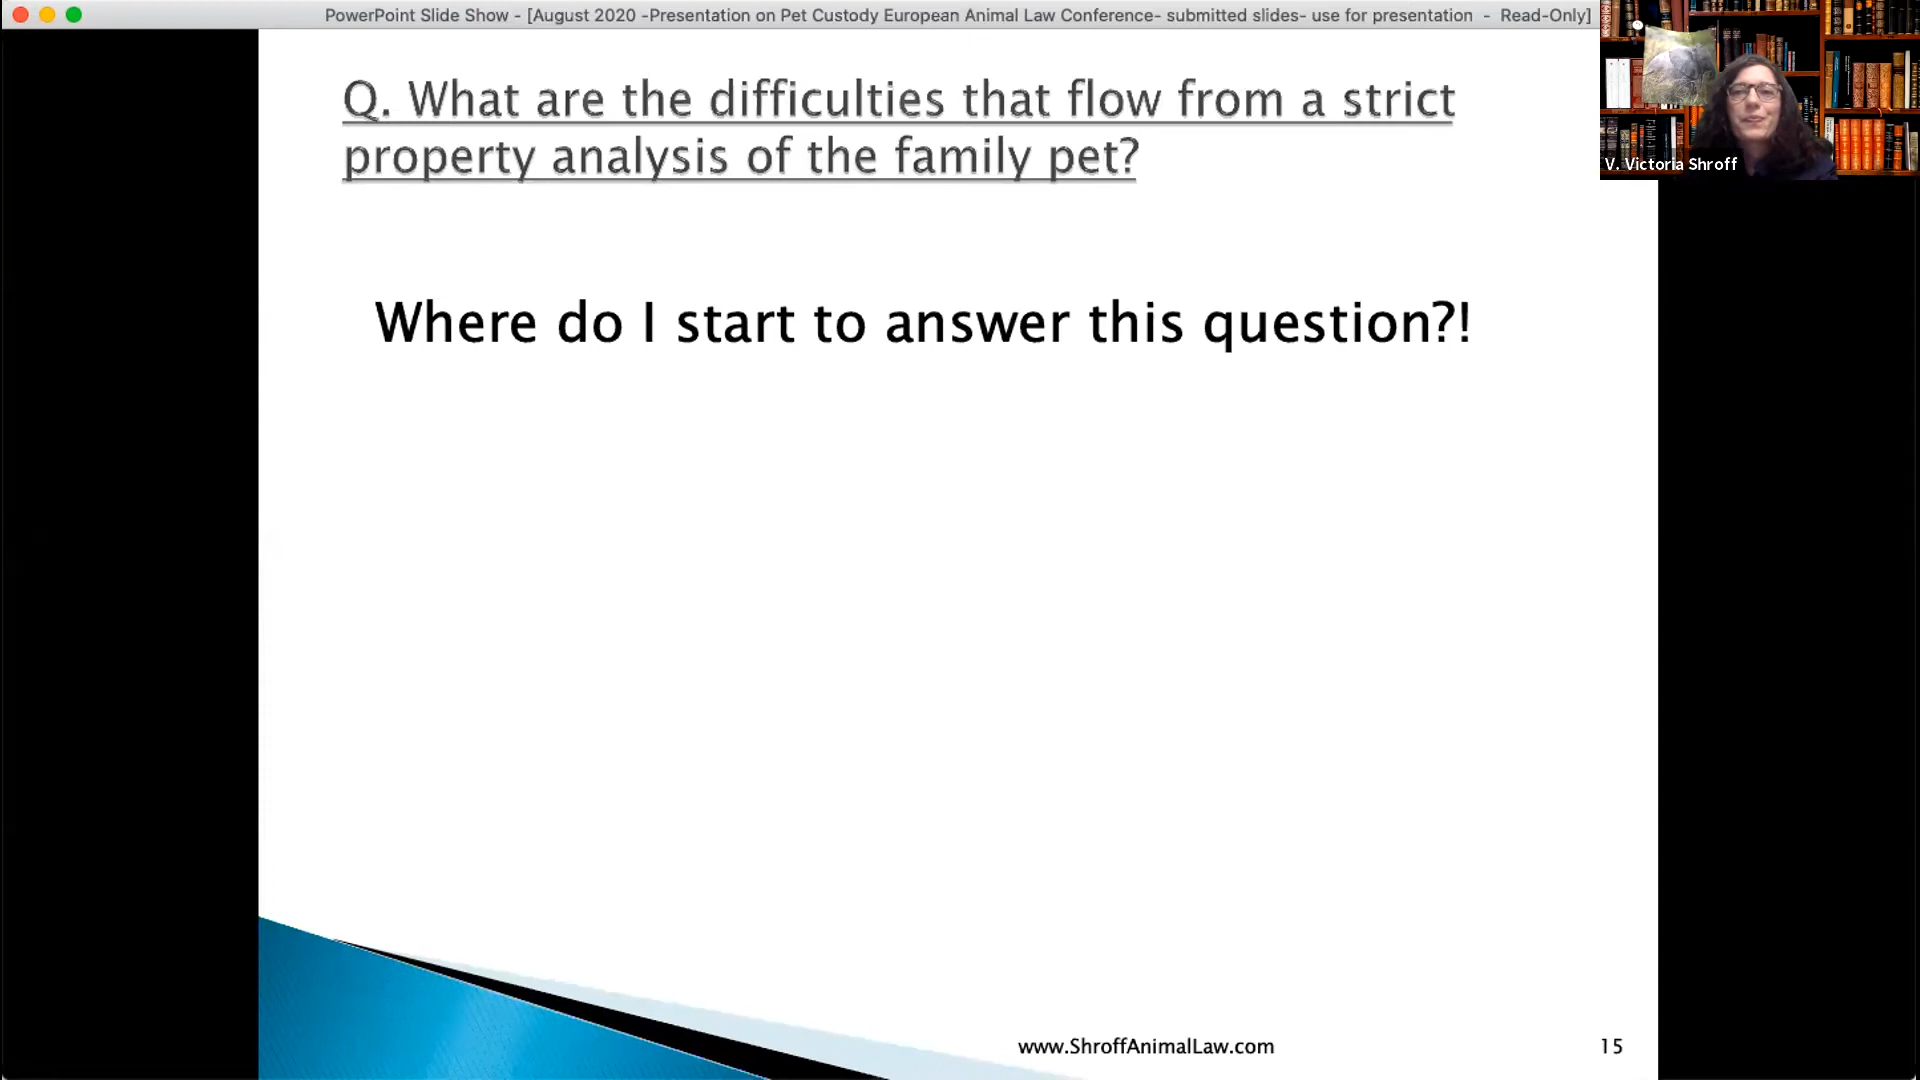 PowerPoint Slide Show - [August 2020 -Presentation on Pet Custody European Animal Law Conference- submitted slides- use for presentation - Read-Only]
Q. What are the difficulties that flow from a strict
property analysis of the family pet?
V. Victoria Shroff
Where do I start to answer this question?!
www.ShroffAnimalLaw.com
15